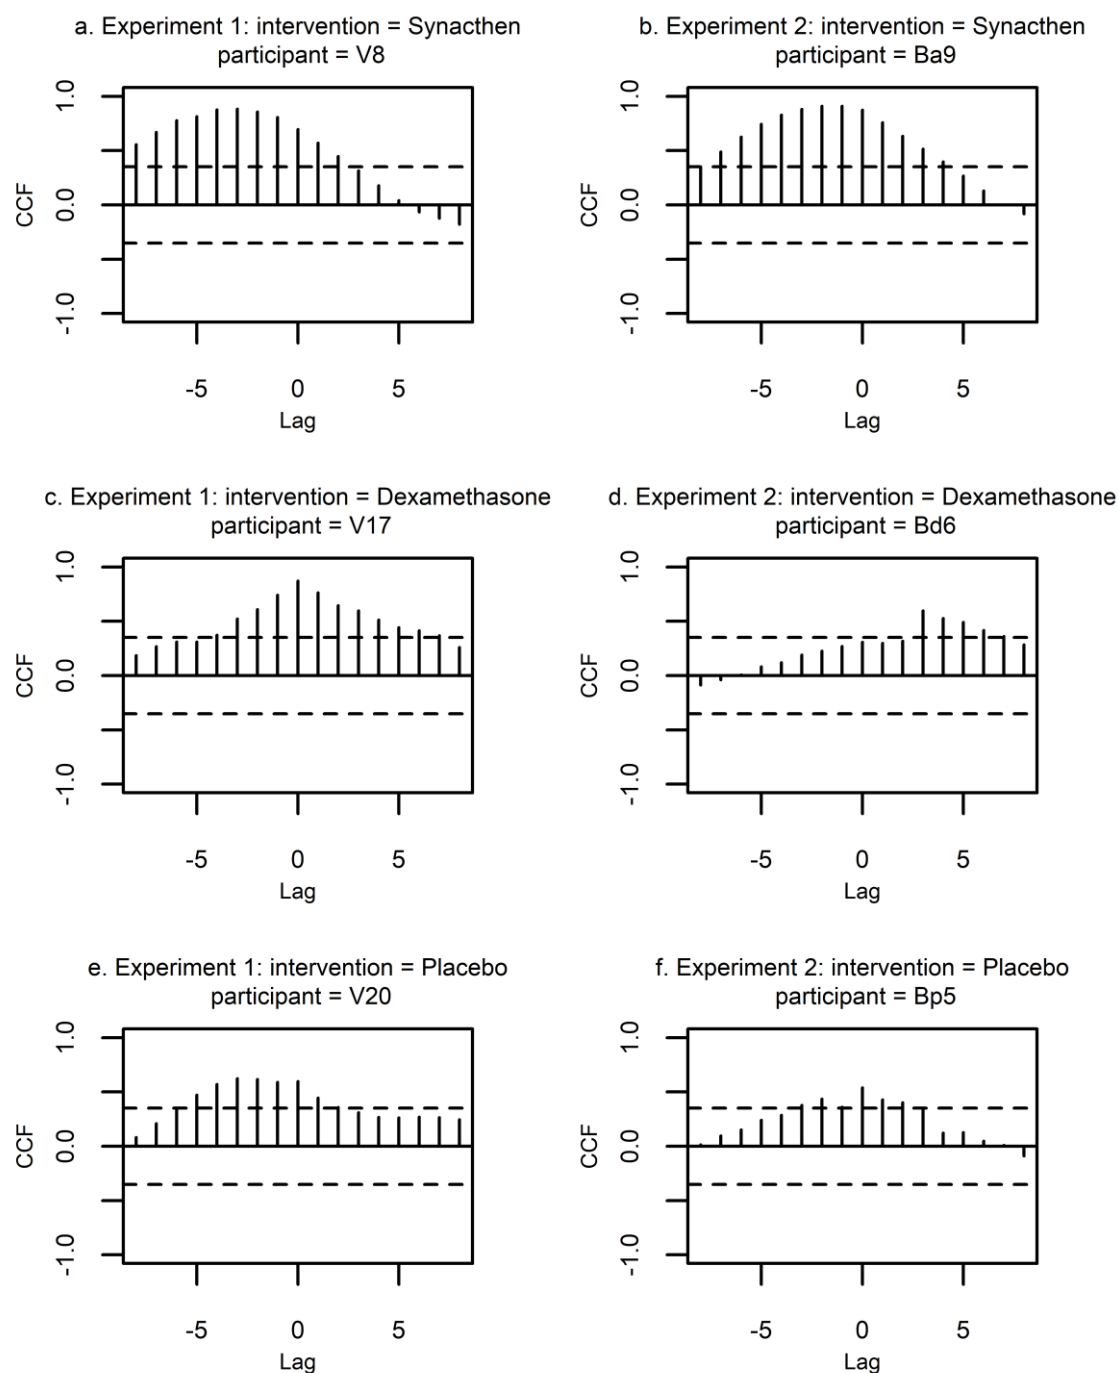 a. Experiment 1: intervention = Synacthen
participant = V8
CCF
1.0
0.0
-1.0
-5 0 5
Lag
b. Experiment 2: intervention = Synacthen
participant = Ba9
CCF
1.0
0.0
-1.0
-5 0 5
Lag
c. Experiment 1: intervention = Dexamethasone
participant = V17
CCF
1.0
0.0
-1.0
-5 0 5
Lag
d. Experiment 2: intervention = Dexamethasone
participant = Bd6
CCF
1.0
0.0
-1.0
-5 0 5
Lag
e. Experiment 1: intervention = Placebo
participant = V20
CCF
1.0
0.0
-1.0
-5 0 5
Lag
f. Experiment 2: intervention = Placebo
participant = Bp5
CCF
1.0
0.0
-1.0
-5 0 5
Lag